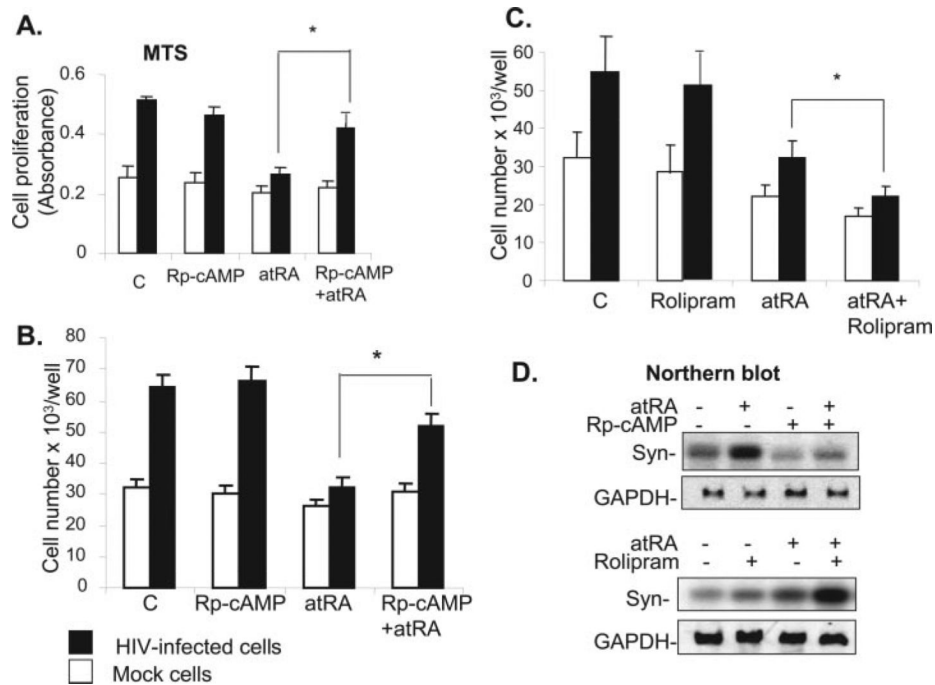 A.
MTS
*
Cell proliferation
(Absorbance)
0.6
0.4
0.2
0
C
Rp-cAMP
atRA
Rp-cAMP
+atRA
B.
*
Cell number x 10³/well
80
70
60
50
40
30
20
10
0
C
Rp-cAMP
atRA
Rp-cAMP
+atRA
HIV-infected cells
Mock cells
C.
*
Cell number x 10³/well
60
50
40
30
20
10
0
C
Rolipram
atRA
atRA+
Rolipram
D.
Northern blot
atRA - + - +
Rp-cAMP - - + +
Syn-
GAPDH-
atRA - - + +
Rolipram - + - +
Syn-
GAPDH-